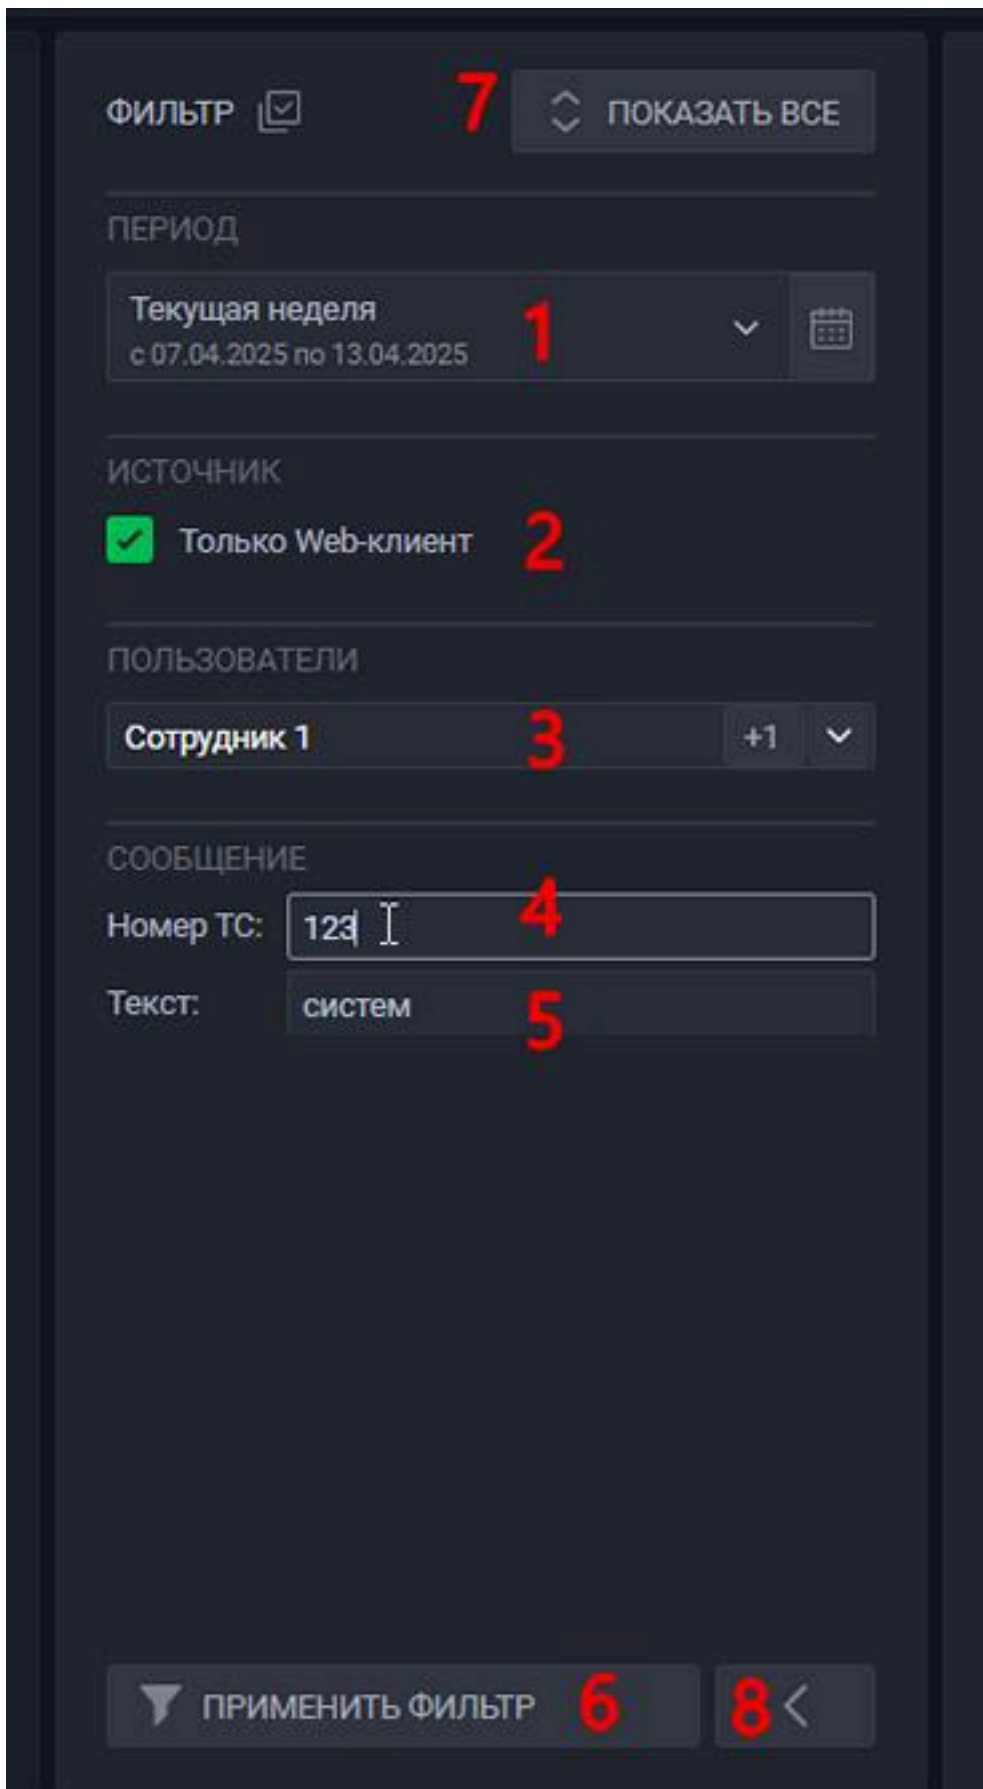 ФИЛЬТР 7 ПОКАЗАТЬ ВСЕ
ПЕРИОД
Текущая неделя
с 07.04.2025 по 13.04.2025 1
ИСТОЧНИК
Только Web-клиент 2
ПОЛЬЗОВАТЕЛИ
Сотрудник 1 3 +1
СООБЩЕНИЕ
Номер ТС: 123 4
Текст: систем 5
ПРИМЕНИТЬ ФИЛЬТР 6 8